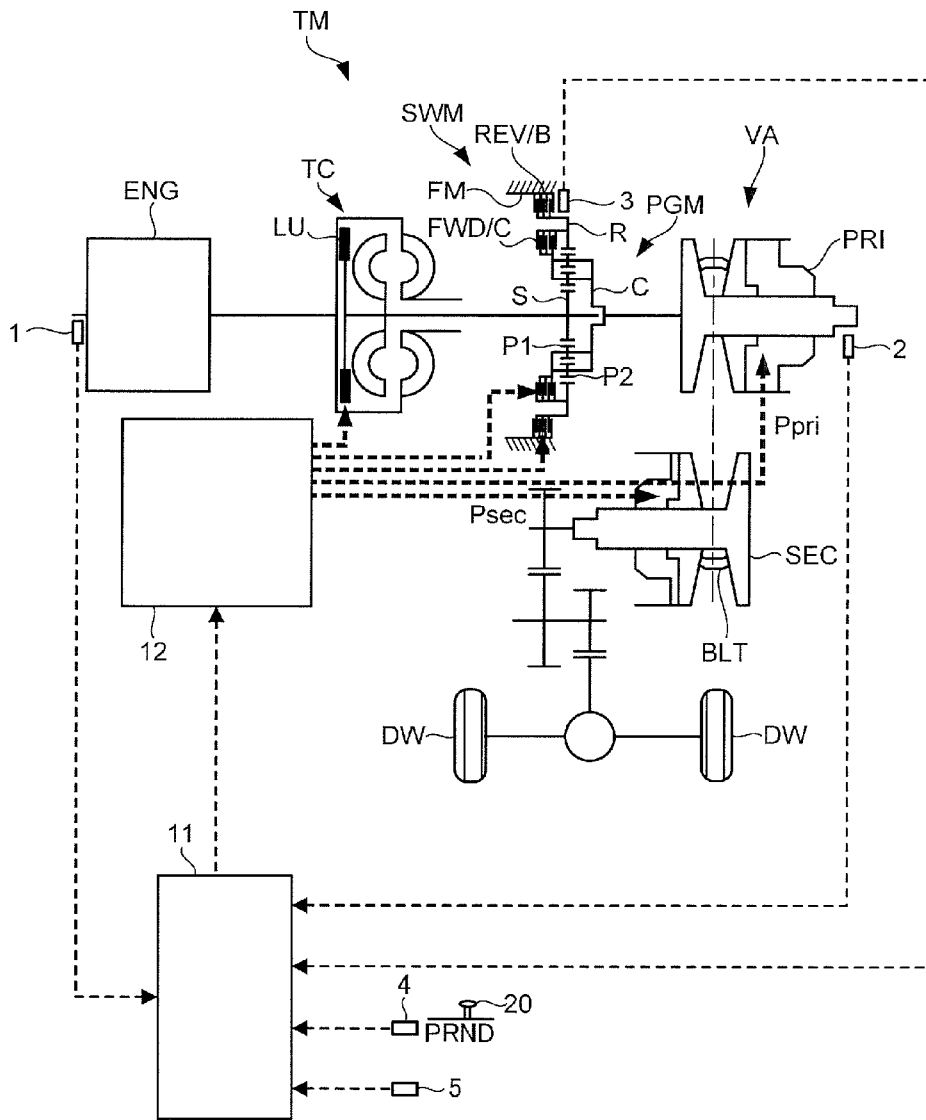 TM
SWM
REV/B
VA
ENG
TC
FM
3
PGM
LU
FWD/C
R
PRI
S
C
1
P1
2
P2
Ppri
Psec
SEC
12
BLT
DW
DW
11
4
20
PRND
5